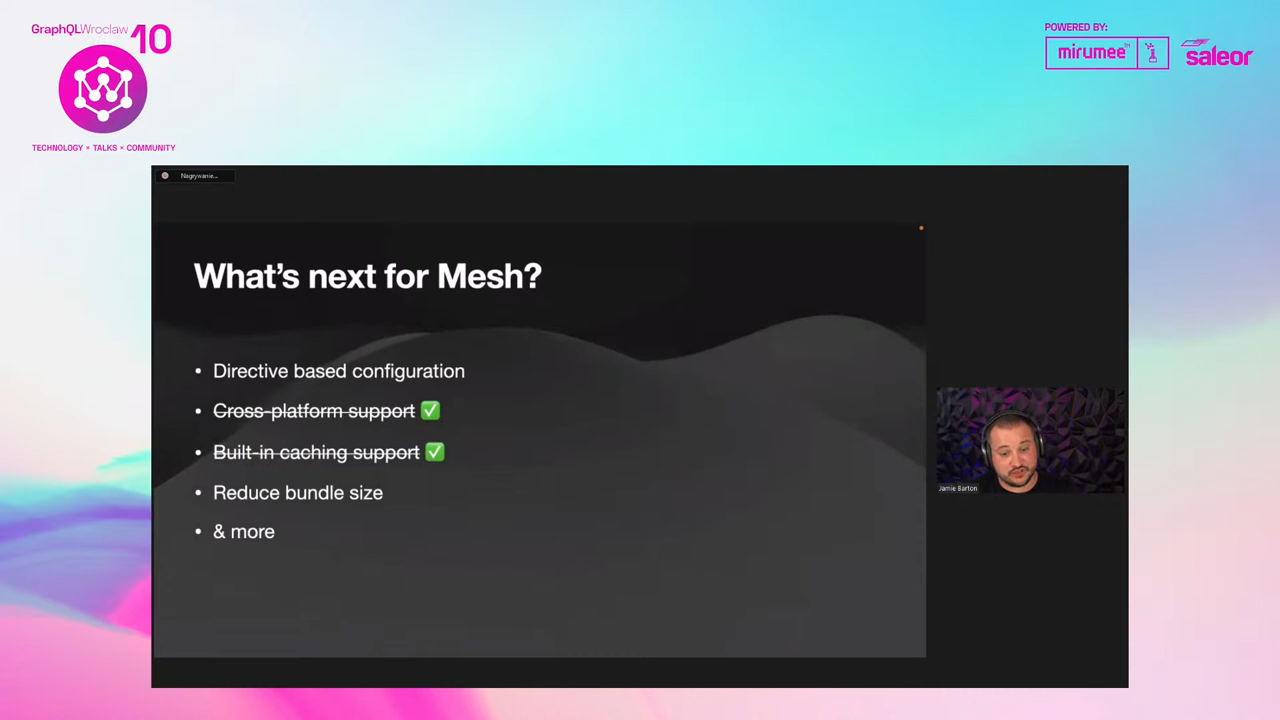 GraphQLWroclaw 10
TECHNOLOGY × TALKS × COMMUNITY
POWERED BY:
mirumee
saleor
Nagrywanie...
What's next for Mesh?
• Directive based configuration
• Cross-platform support ✅
• Built-in caching support ✅
• Reduce bundle size
• & more
Jamie Barton